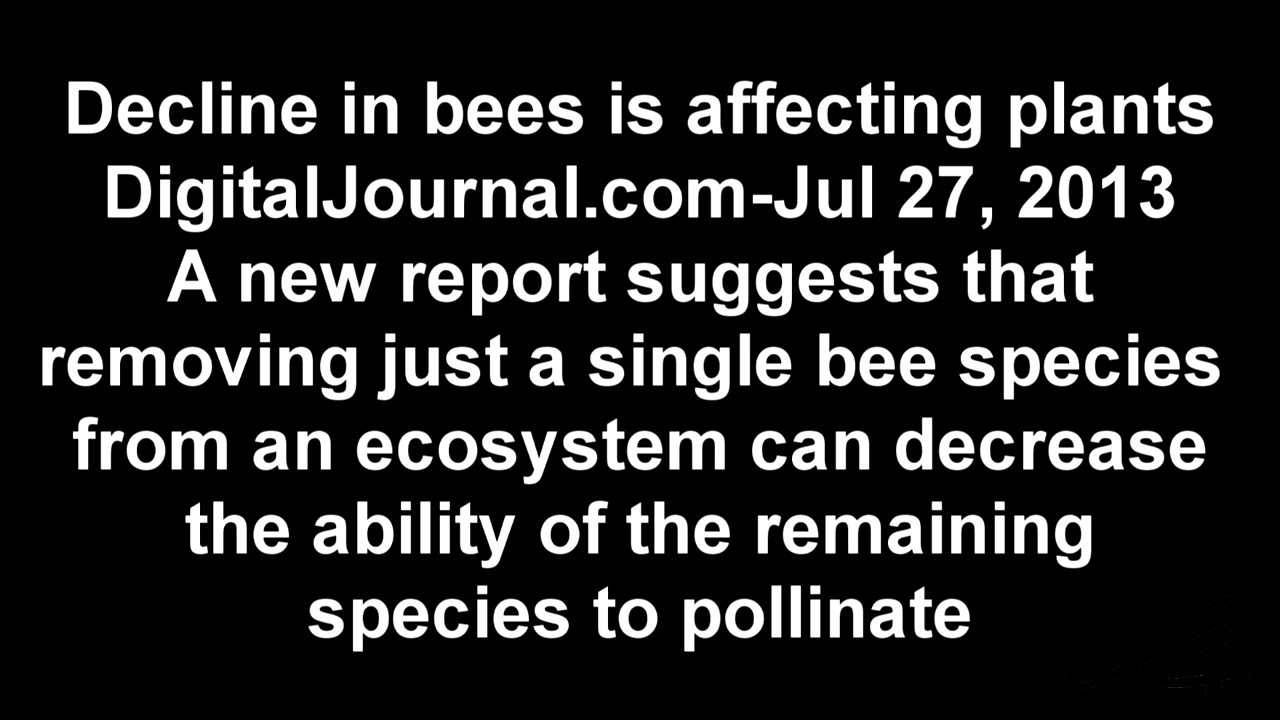 Decline in bees is affecting plants
DigitalJournal.com-Jul 27, 2013
A new report suggests that
removing just a single bee species
from an ecosystem can decrease
the ability of the remaining
species to pollinate